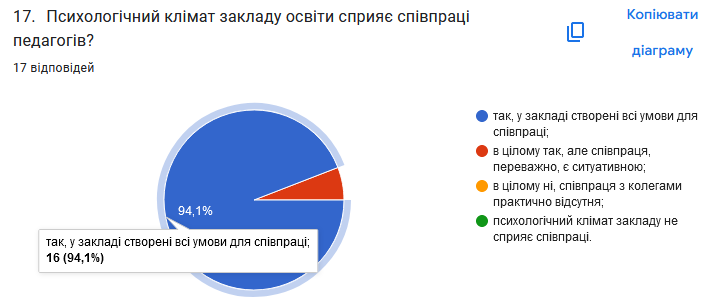 17. Психологічний клімат закладу освіти сприяє співпраці
педагогів?
Копіювати
діаграму
17 відповідей
94,1%
так, у закладі створені всі умови для співпраці;
16 (94,1%)
так, у закладі створені всі умови для
співпраці;
в цілому так, але співпраця,
переважно, є ситуативною;
в цілому ні, співпраця з колегами
практично відсутня;
психологічний клімат закладу не
сприяє співпраці.